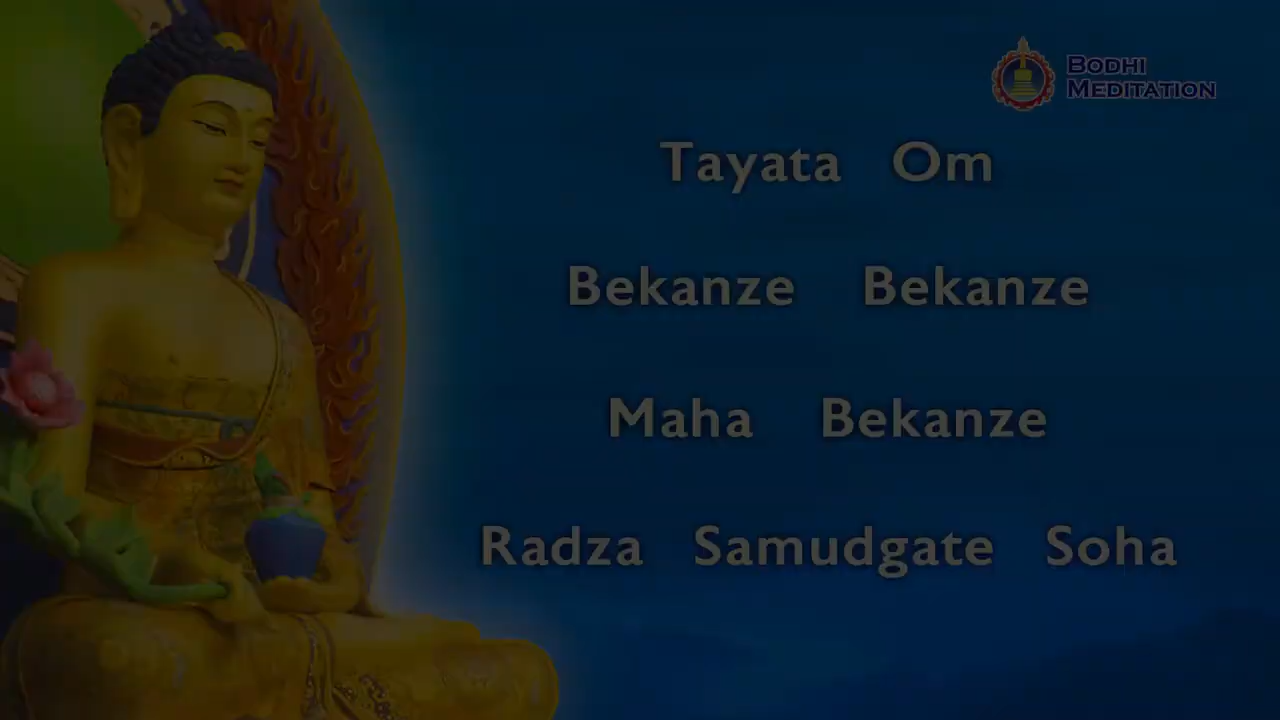 BODHI
MEDITATION
Tayata Om
Bekanze Bekanze
Maha Bekanze
Radza Samudgate Soha